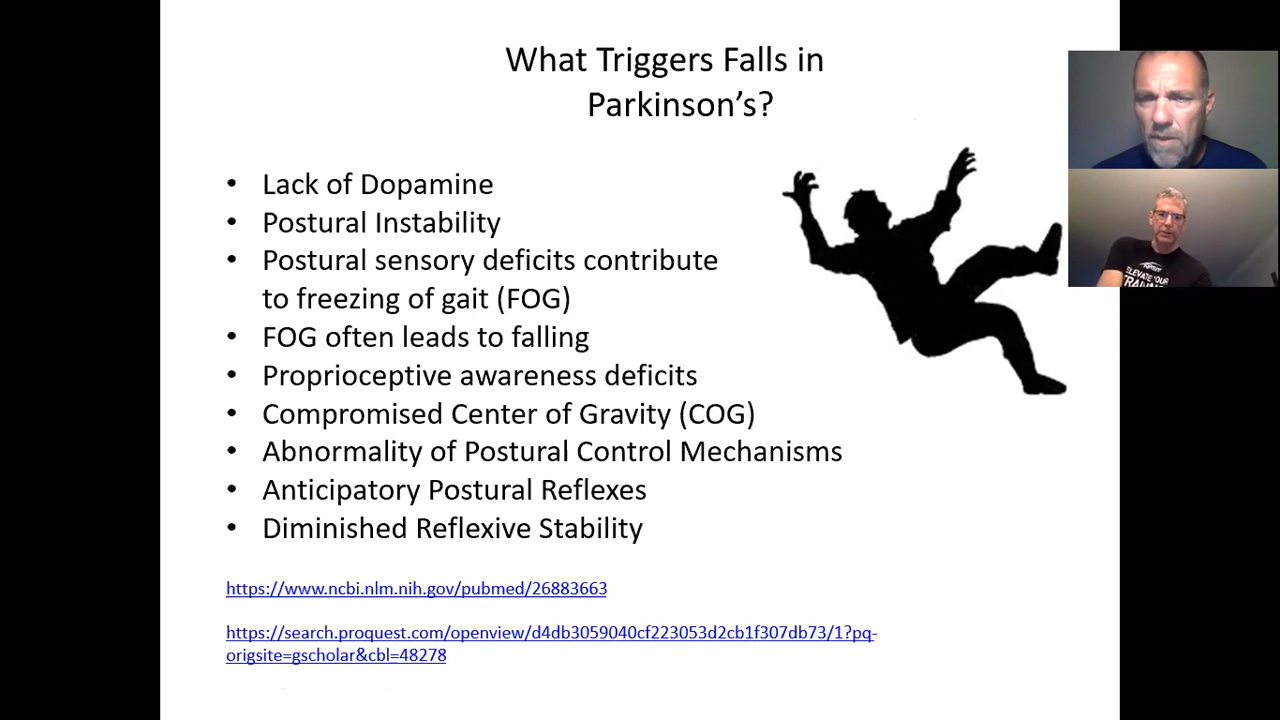 What Triggers Falls in
Parkinson’s?
• Lack of Dopamine
• Postural Instability
• Postural sensory deficits contribute
to freezing of gait (FOG)
• FOG often leads to falling
• Proprioceptive awareness deficits
• Compromised Center of Gravity (COG)
• Abnormality of Postural Control Mechanisms
• Anticipatory Postural Reflexes
• Diminished Reflexive Stability
https://www.ncbi.nlm.nih.gov/pubmed/26883663
https://search.proquest.com/openview/d4db3059040cf223053d2cb1f307db73/1?pq-
origsite=gscholar&cbl=48278
ELEVATE YOUR